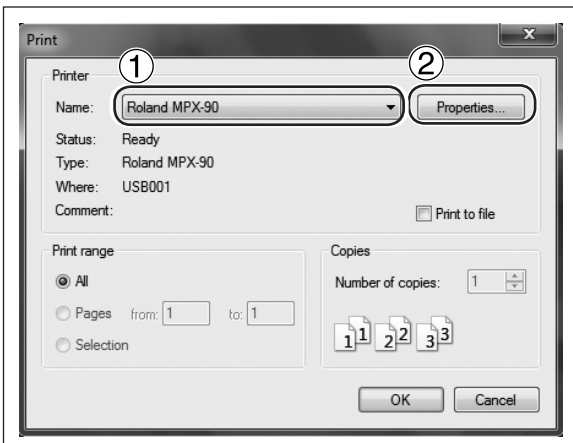 Print
x
Printer
① ②
Name: Roland MPX-90 Properties...
Status: Ready
Type: Roland MPX-90
Where: USB001
Comment: Print to file
Print range
All
Pages from: 1 to: 1
Selection
Copies
Number of copies: 1
1 1 2 2 3 3
OK Cancel